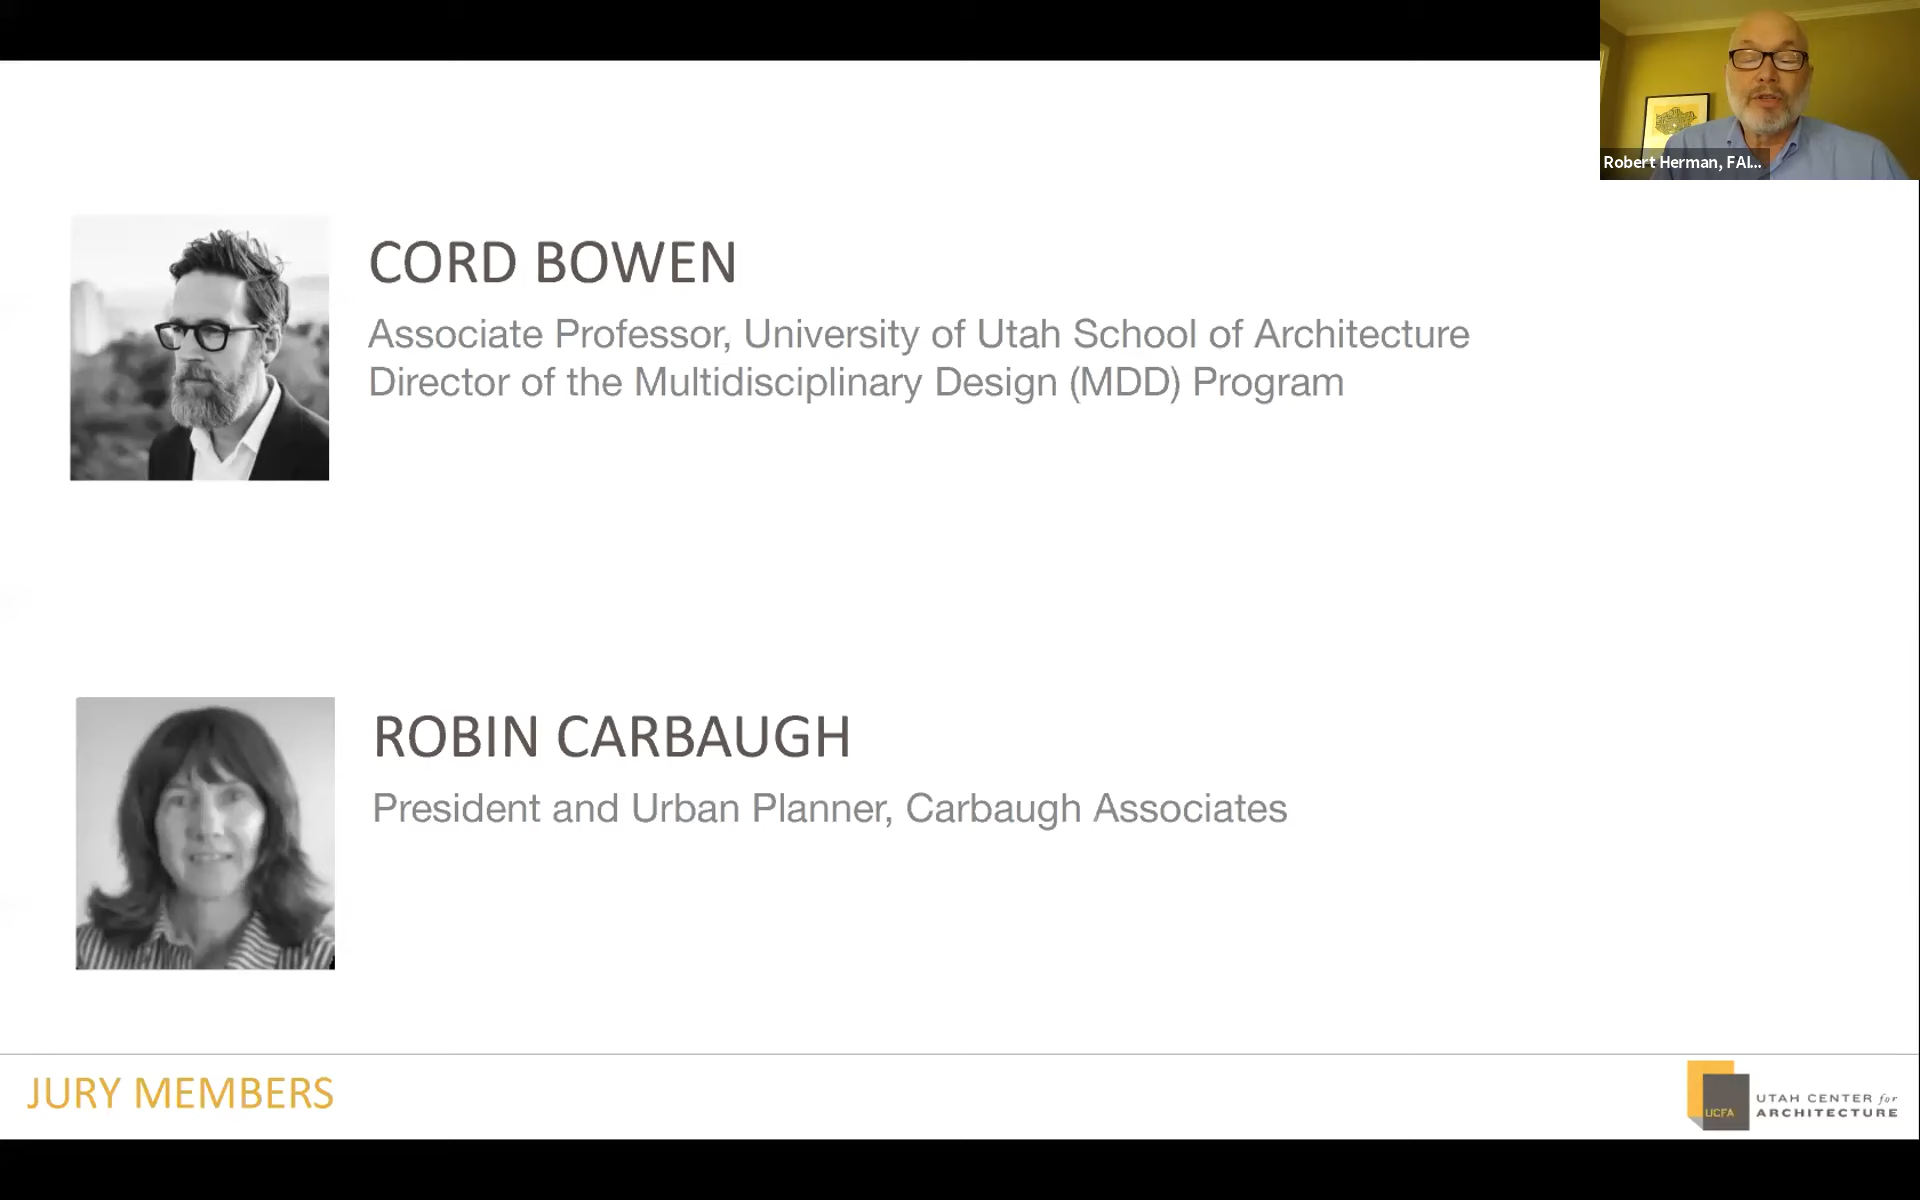 Robert Herman, FAI...
CORD BOWEN
Associate Professor, University of Utah School of Architecture
Director of the Multidisciplinary Design (MDD) Program
ROBIN CARBAUGH
President and Urban Planner, Carbaugh Associates
JURY MEMBERS
UCFA
UTAH CENTER for
ARCHITECTURE